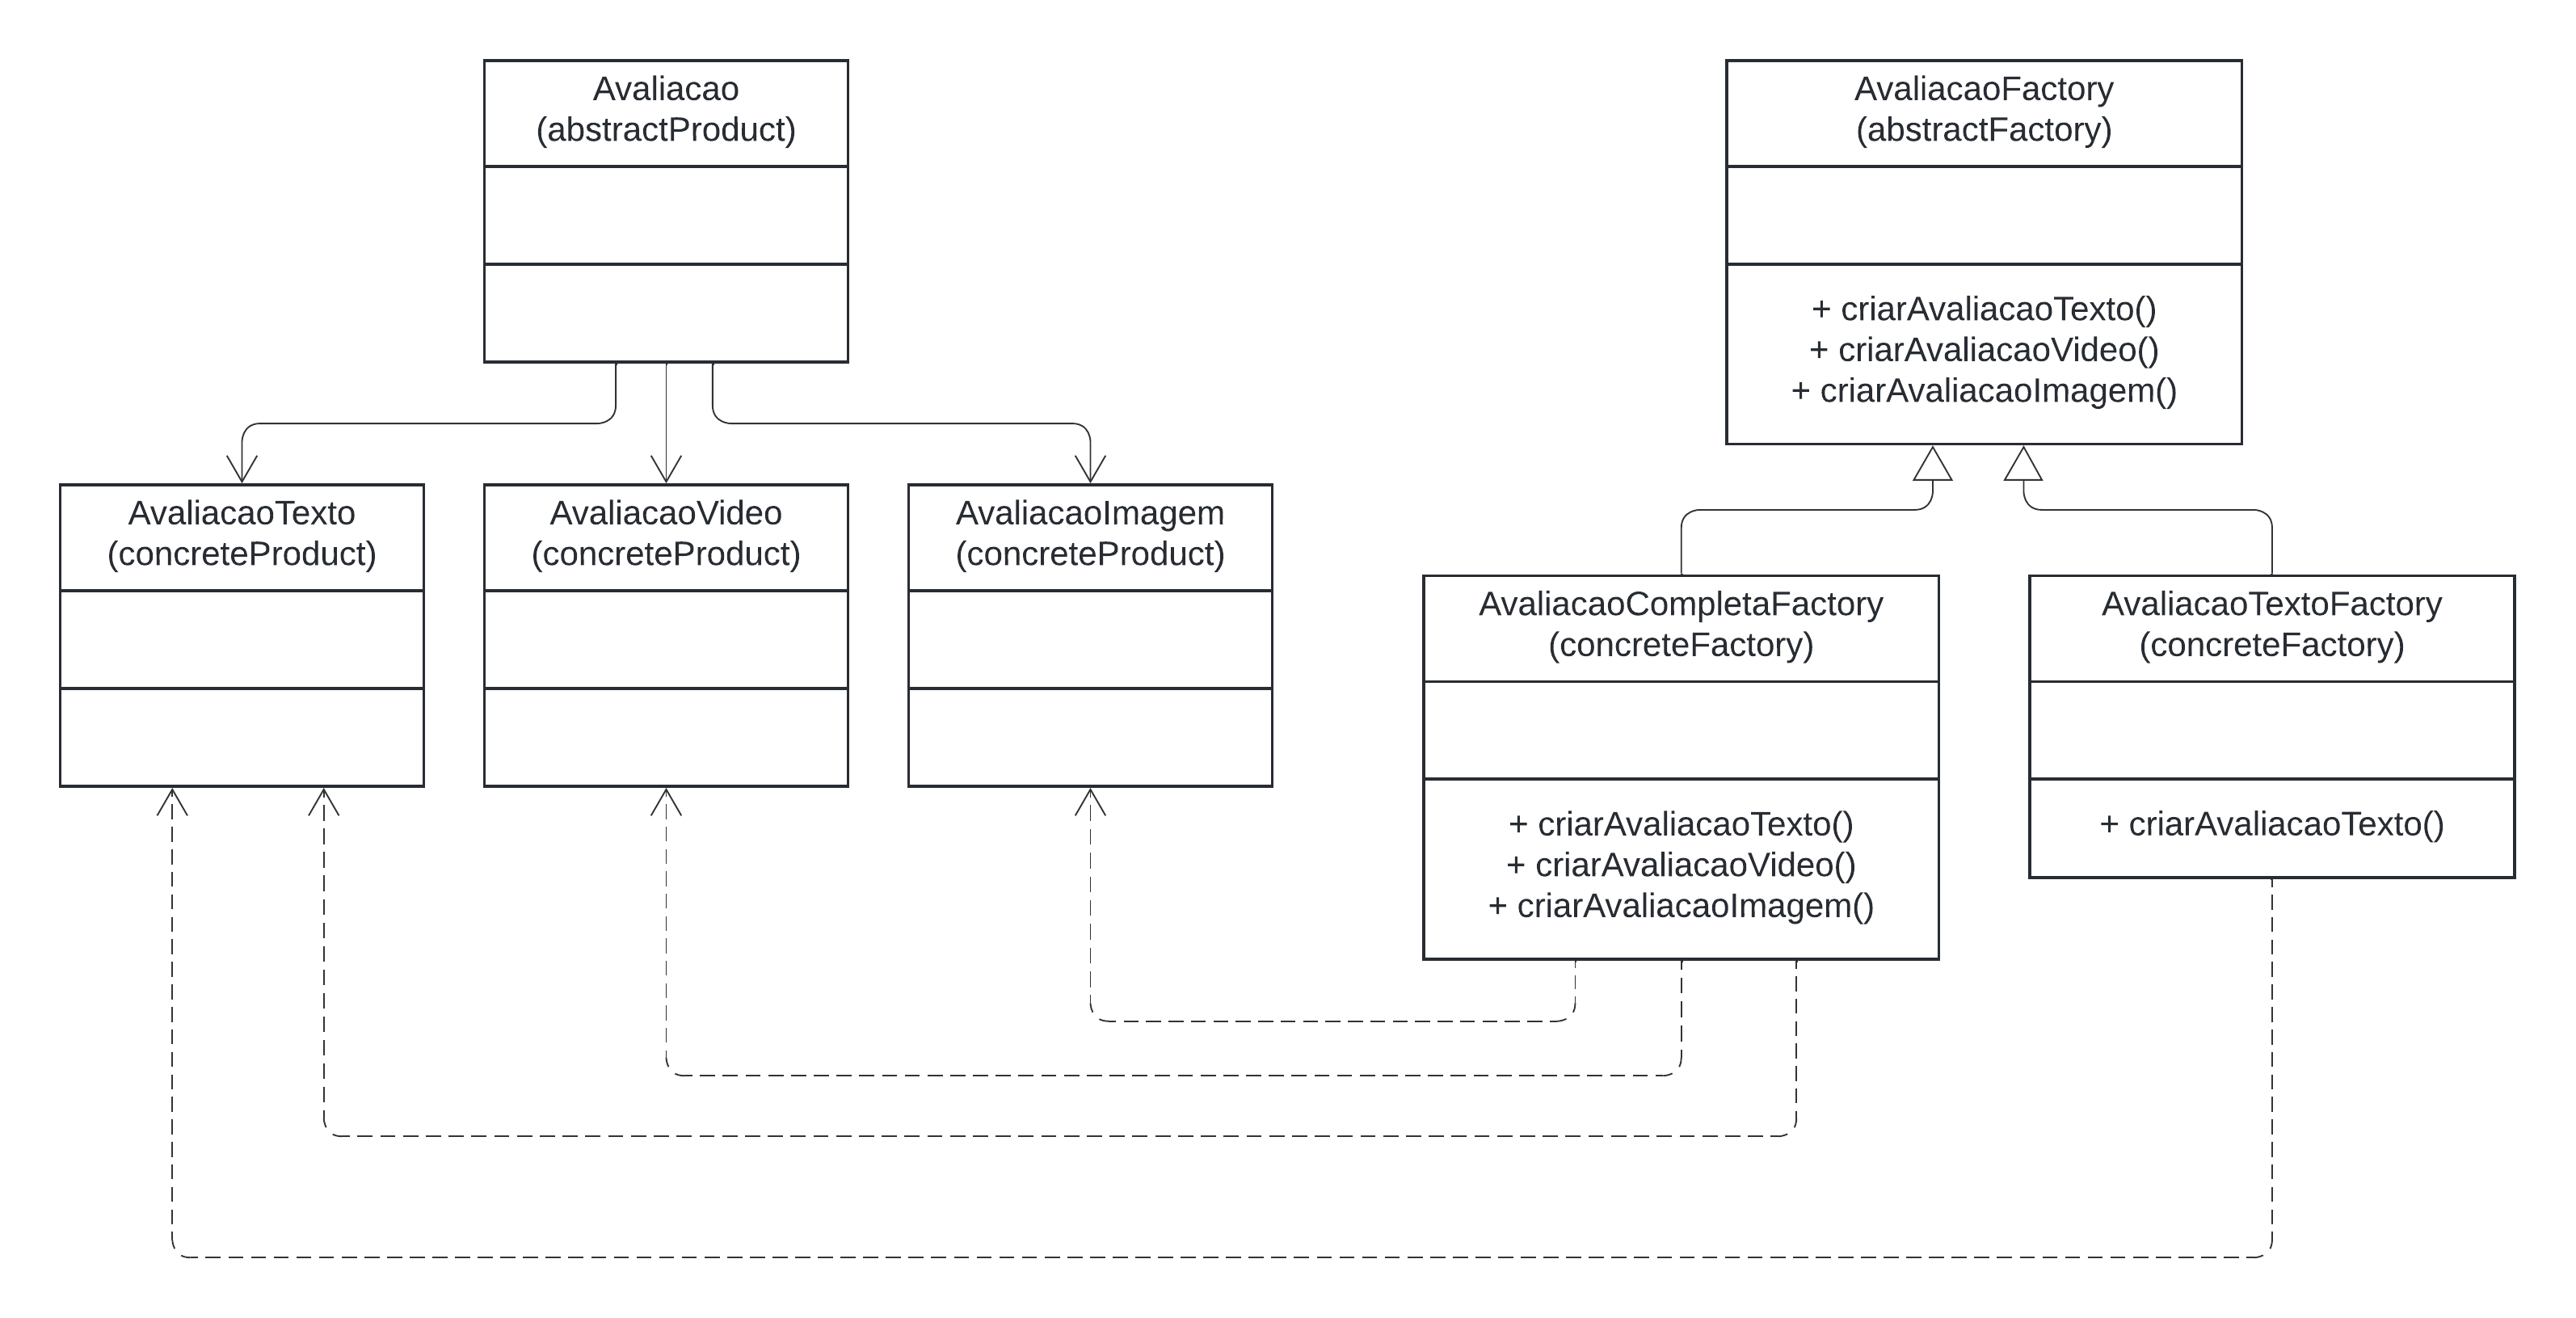 Avaliacao
(abstractProduct)
AvaliacaoFactory
(abstractFactory)
+ criarAvaliacaoTexto()
+ criarAvaliacaoVideo()
+ criarAvaliacaoImagem()
AvaliacaoTexto
(concreteProduct)
AvaliacaoVideo
(concreteProduct)
AvaliacaoImagem
(concreteProduct)
AvaliacaoCompletaFactory
(concreteFactory)
+ criarAvaliacaoTexto()
+ criarAvaliacaoVideo()
+ criarAvaliacaoImagem()
AvaliacaoTextoFactory
(concreteFactory)
+ criarAvaliacaoTexto()